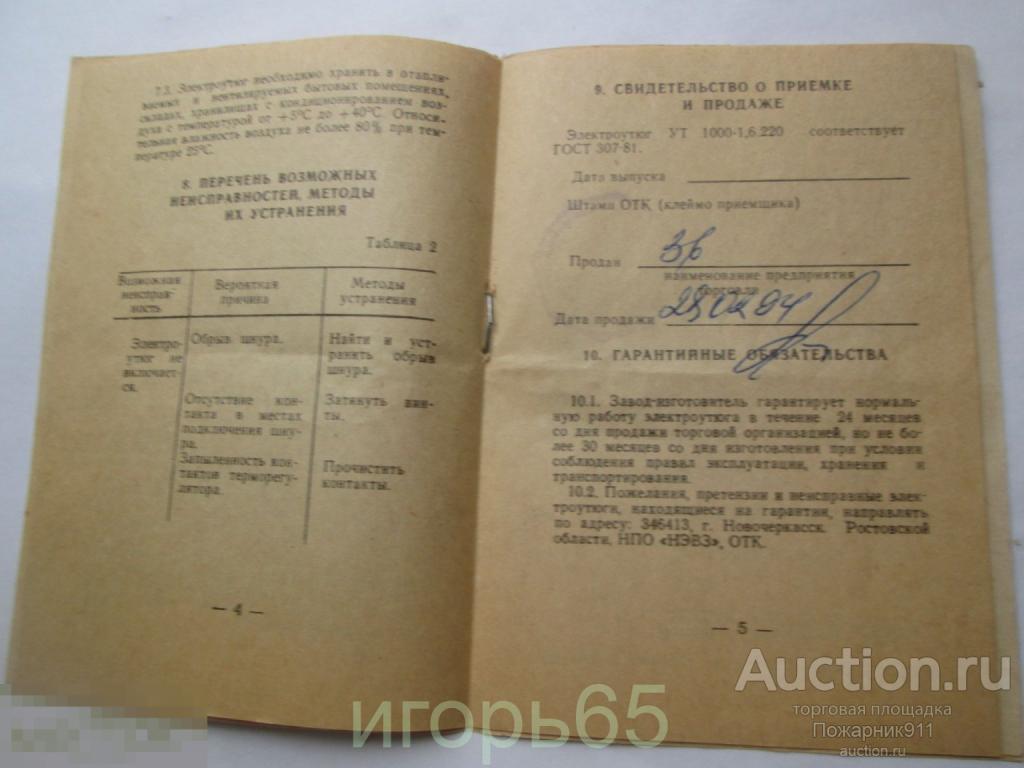 7.3. Электроутюг необходимо хранить в отапли-
ваемых и вентилируемых бытовых помещениях,
складах, хранилищах с кондиционированием воз-
духа с температурой от +5°С до +40°С. Относи-
тельная влажность воздуха не более 80% при тем-
пературе 25°С.
8. ПЕРЕЧЕНЬ ВОЗМОЖНЫХ
НЕИСПРАВНОСТЕЙ, МЕТОДЫ
ИХ УСТРАНЕНИЯ
Таблица 2
Возможная
неисправ-
ность
Вероятная
причина
Методы
устранения
Электро-
утюг не
включает-
ся.
Обрыв шнура.
Найти и уст-
ранить обрыв
шнура.
Отсутствие кон-
такта в местах
подключения шну-
ра.
Затянуть вин-
ты.
Запыленность кон-
тактов терморегу-
лятора.
Прочистить
контакты.
— 4 —
9. СВИДЕТЕЛЬСТВО О ПРИЕМКЕ
И ПРОДАЖЕ
Электроутюг УТ 1000-1,6.220 соответствует
ГОСТ 307-81.
Дата выпуска
Штамп ОТК (клеймо приемщика)
Продан
наименование предприятия
торговли
Дата продажи
10. ГАРАНТИЙНЫЕ ОБЯЗАТЕЛЬСТВА
10.1. Завод-изготовитель гарантирует нормаль-
ную работу электроутюга в течение 24 месяцев
со дня продажи торговой организацией, но не бо-
лее 30 месяцев со дня изготовления при условии
соблюдения правил эксплуатации, хранения и
транспортирования.
10.2. Пожелания, претензии и неисправные элек-
троутюги, находящиеся на гарантии, направлять
по адресу: 346413, г. Новочеркасск Ростовской
области, НПО «НЭВЗ», ОТК.
— 5 —
игорь65
Auction.ru
торговая площадка
Пожарник911
auction.ru